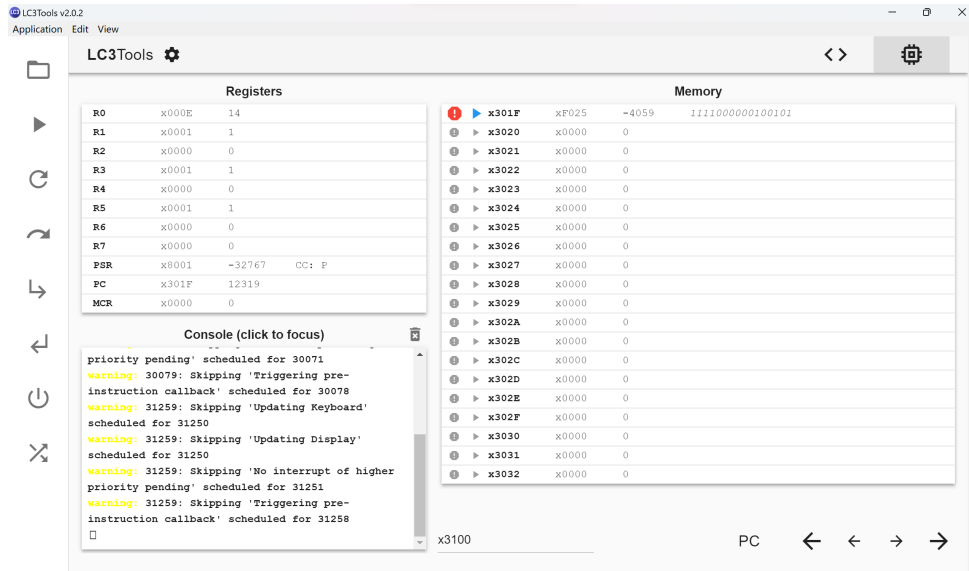 LC3Tools v2.0.2
Application Edit View
LC3Tools
Registers
R0 x000E 14
R1 x0001 1
R2 x0000 0
R3 x0001 1
R4 x0000 0
R5 x0001 1
R6 x0000 0
R7 x0000 0
PSR x8001 -32767 CC: P
PC x301F 12319
MCR x0000 0
Console (click to focus)
priority pending' scheduled for 30071
warning: 30079: Skipping 'Triggering pre-
instruction callback' scheduled for 30078
warning: 31259: Skipping 'Updating Keyboard'
scheduled for 31250
warning: 31259: Skipping 'Updating Display'
scheduled for 31250
warning: 31259: Skipping 'No interrupt of higher
priority pending' scheduled for 31251
warning: 31259: Skipping 'Triggering pre-
instruction callback' scheduled for 31258
Memory
x301F xF025 -4059 1111000000100101
x3020 x0000 0
x3021 x0000 0
x3022 x0000 0
x3023 x0000 0
x3024 x0000 0
x3025 x0000 0
x3026 x0000 0
x3027 x0000 0
x3028 x0000 0
x3029 x0000 0
x302A x0000 0
x302B x0000 0
x302C x0000 0
x302D x0000 0
x302E x0000 0
x302F x0000 0
x3030 x0000 0
x3031 x0000 0
x3032 x0000 0
x3100
PC